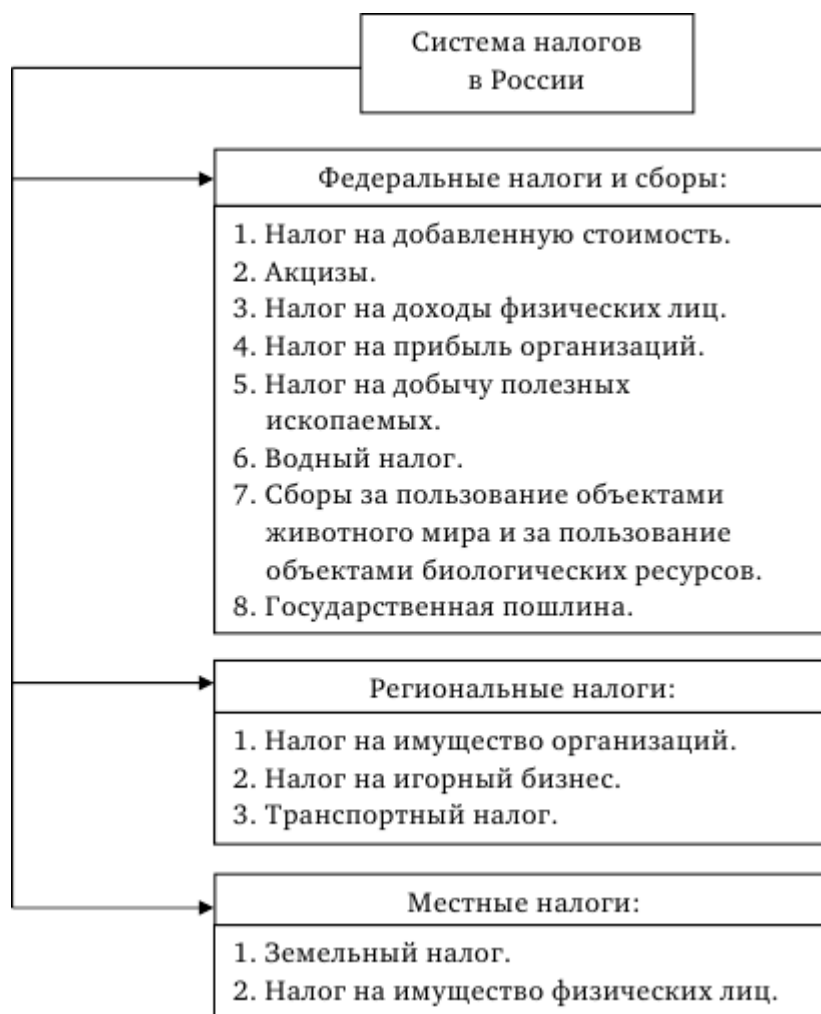 Система налогов
в России
Федеральные налоги и сборы:
1. Налог на добавленную стоимость.
2. Акцизы.
3. Налог на доходы физических лиц.
4. Налог на прибыль организаций.
5. Налог на добычу полезных
ископаемых.
6. Водный налог.
7. Сборы за пользование объектами
животного мира и за пользование
объектами биологических ресурсов.
8. Государственная пошлина.
Региональные налоги:
1. Налог на имущество организаций.
2. Налог на игорный бизнес.
3. Транспортный налог.
Местные налоги:
1. Земельный налог.
2. Налог на имущество физических лиц.